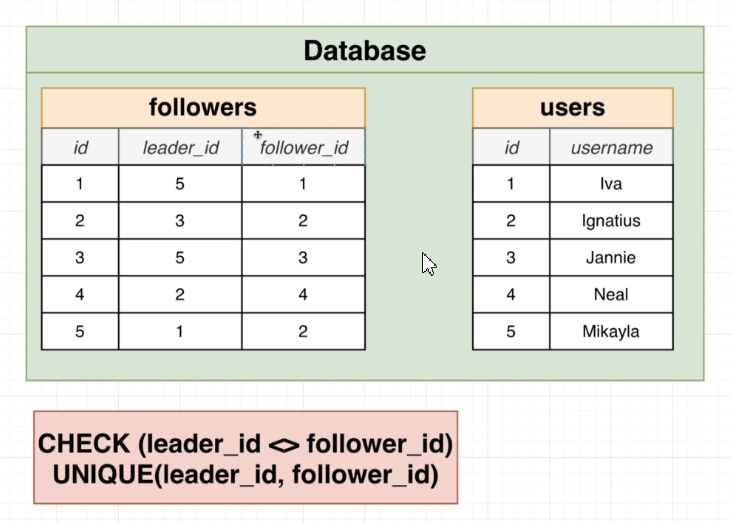 Database
followers
users
id leader_id follower_id
id username
1 5 1
1 Iva
2 3 2
2 Ignatius
3 5 3
3 Jannie
4 2 4
4 Neal
5 1 2
5 Mikayla
CHECK (leader_id <> follower_id)
UNIQUE(leader_id, follower_id)